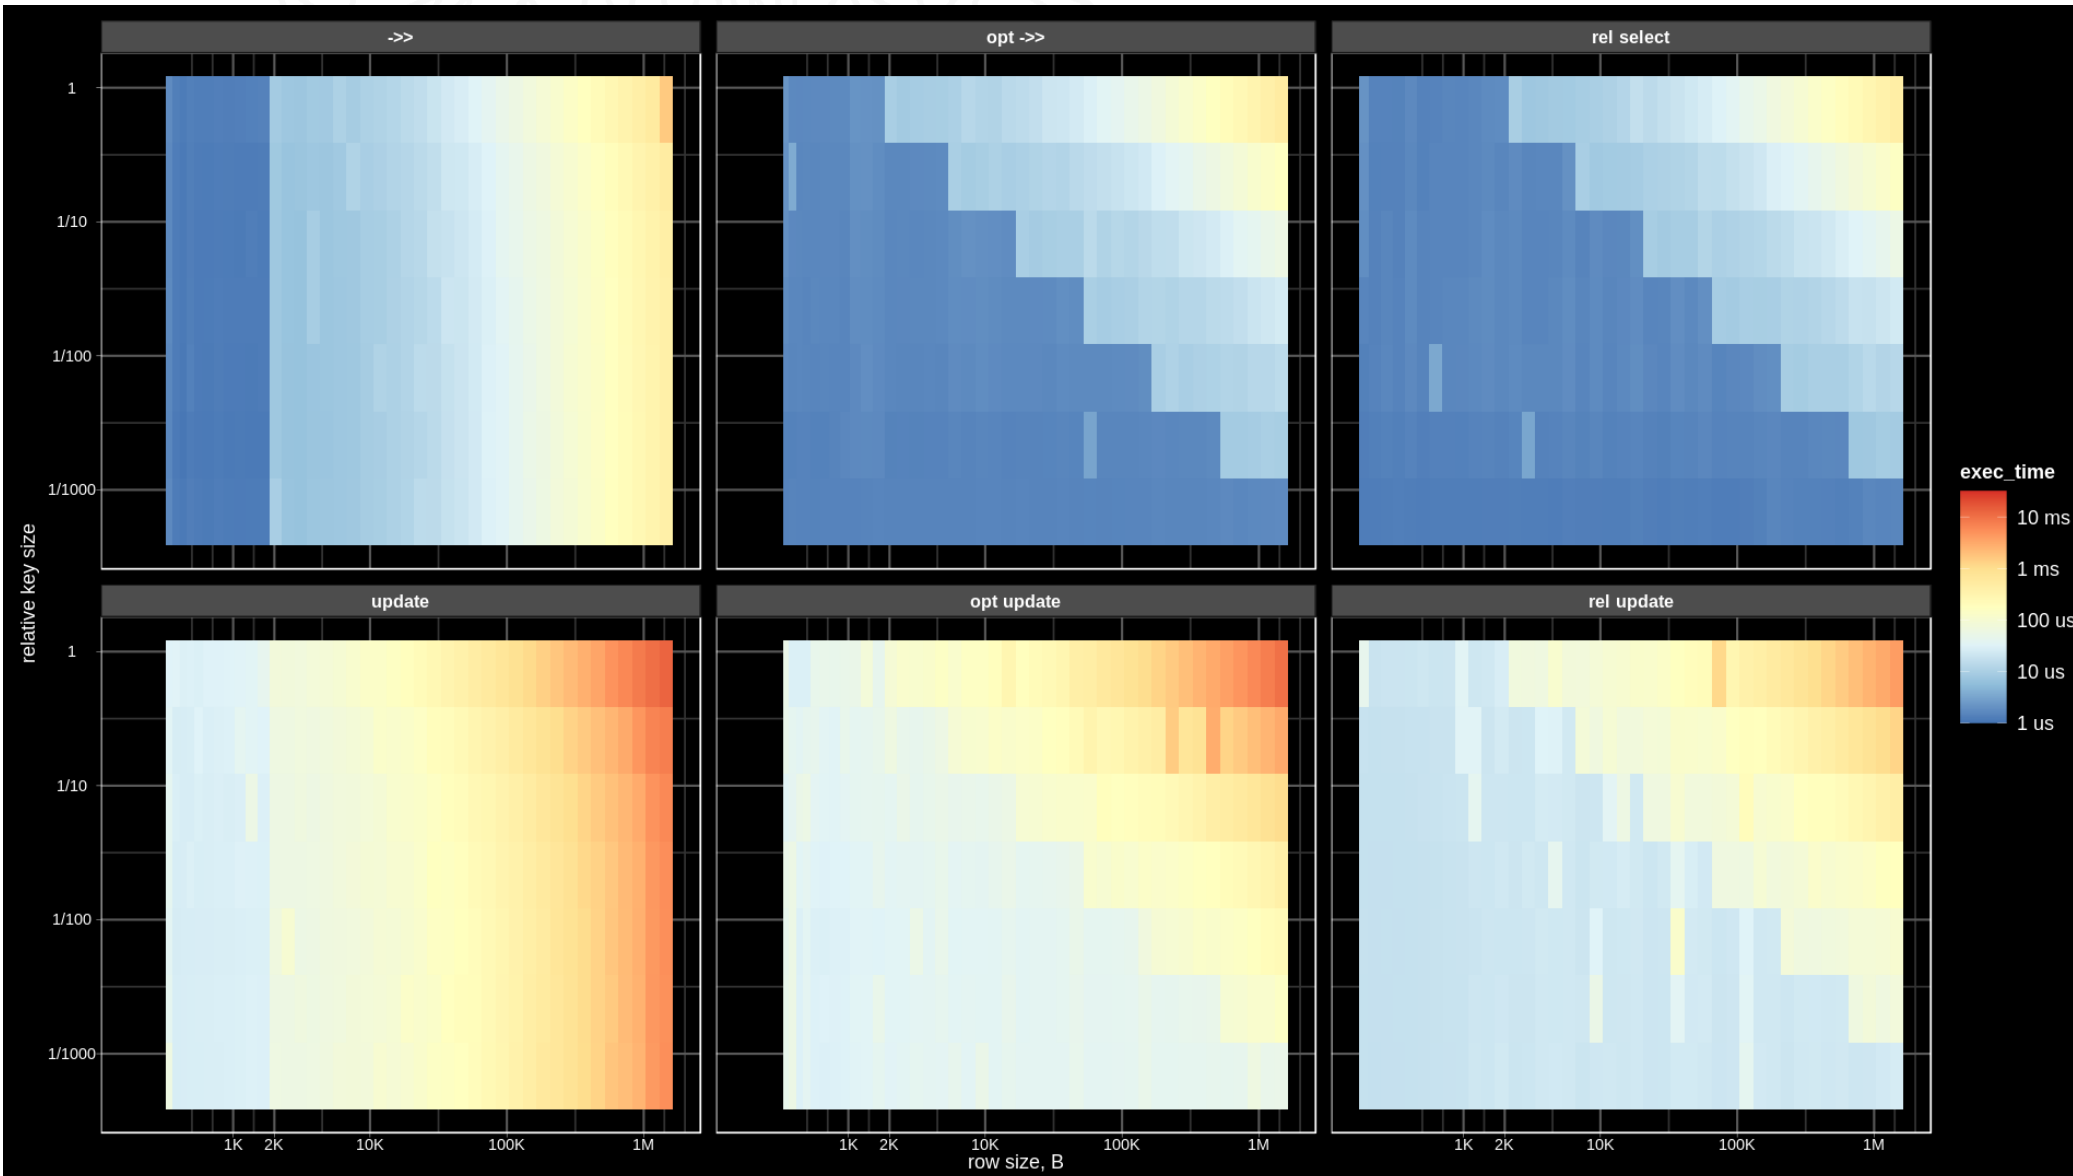 ->>
opt ->>
rel select
1
1/10
1/100
1/1000
relative key size
exec_time
10 ms
1 ms
100 us
10 us
1 us
update
opt update
rel update
1
1/10
1/100
1/1000
1K 2K 10K 100K 1M
1K 2K 10K 100K 1M
1K 2K 10K 100K 1M
row size, B